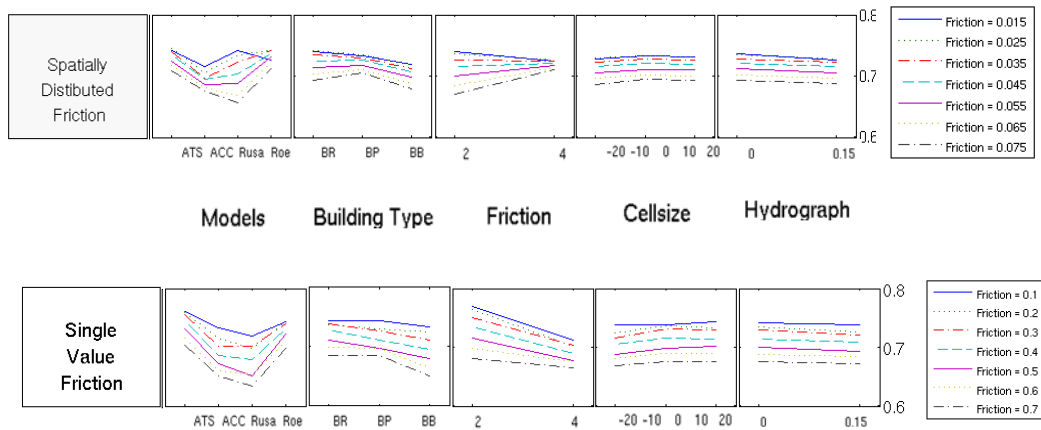 0.8
0.7
0.6
Spatially
Distibuted
Friction
Friction = 0.015
Friction = 0.025
Friction = 0.035
Friction = 0.045
Friction = 0.055
Friction = 0.065
Friction = 0.075
ATS ACC Rusa Roe
BR BP BB
2 4
-20 -10 0 10 20
0 0.15
Models
Building Type
Friction
Cellsize
Hydrograph
0.8
0.7
0.6
Single
Value
Friction
Friction = 0.1
Friction = 0.2
Friction = 0.3
Friction = 0.4
Friction = 0.5
Friction = 0.6
Friction = 0.7
ATS ACC Rusa Roe
BR BP BB
2 4
-20 -10 0 10 20
0 0.15